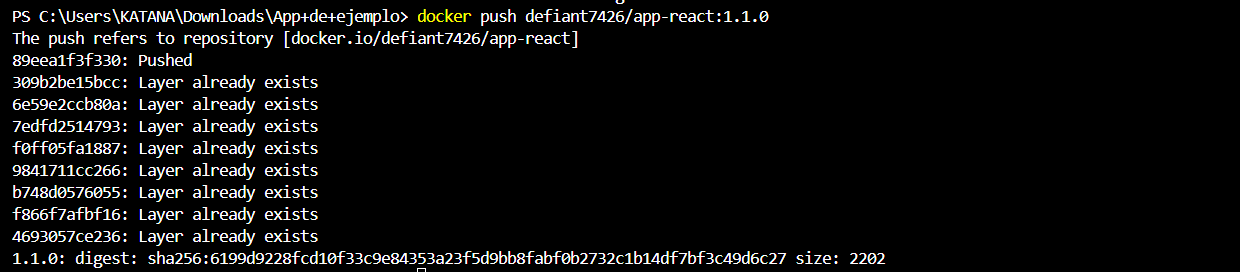 PS C:\Users\KATANA\Downloads\App+de+ejemplo> docker push defiant7426/app-react:1.1.0
The push refers to repository [docker.io/defiant7426/app-react]
89eea1f3f330: Pushed
309b2be15bcc: Layer already exists
6e59e2ccb80a: Layer already exists
7edfd2514793: Layer already exists
f0ff05fa1887: Layer already exists
9841711cc266: Layer already exists
b748d0576055: Layer already exists
f866f7afbf16: Layer already exists
4693057ce236: Layer already exists
1.1.0: digest: sha256:6199d9228fcd10f33c9e84353a23f5d9bb8fabf0b2732c1b14df7bf3c49d6c27 size: 2202